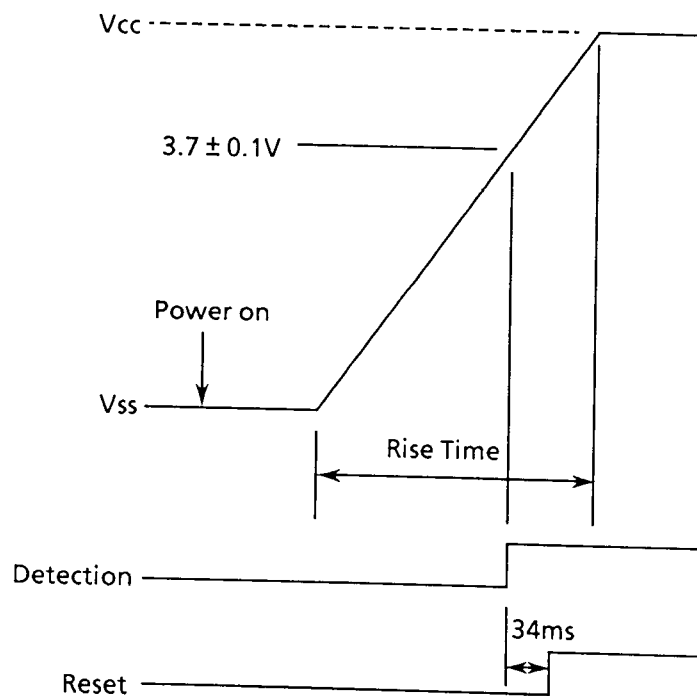 Vcc
3.7 ± 0.1V
Power on
Vss
Rise Time
Detection
34ms
Reset